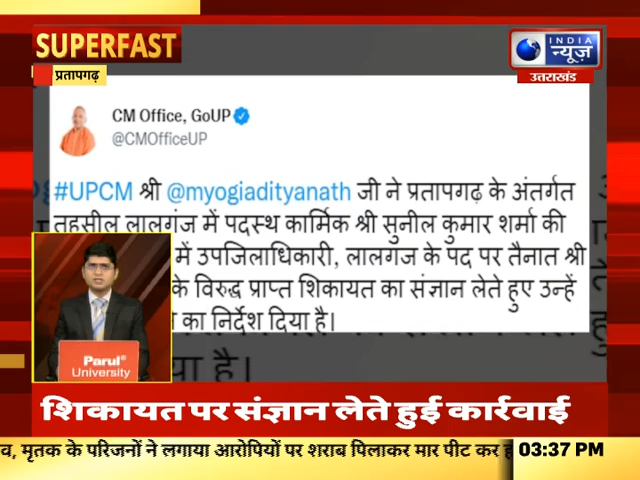 SUPERFAST
प्रतापगढ़
INDIA
न्यूज़
उत्तराखंड
CM Office, GoUP
@CMOfficeUP
#UPCM श्री @myogiadityanath जी ने प्रतापगढ़ के अंतर्गत
तहसील लालगंज में पदस्थ कार्मिक श्री सुनील कुमार शर्मा की
में उपजिलाधिकारी, लालगंज के पद पर तैनात श्री
के विरुद्ध प्राप्त शिकायत का संज्ञान लेते हुए उन्हें
का निर्देश दिया है।
या है।
Parul®
University
शिकायत पर संज्ञान लेते हुई कार्रवाई
व, मृतक के परिजनों ने लगाया आरोपियों पर शराब पिलाकर मार पीट कर
03:37 PM